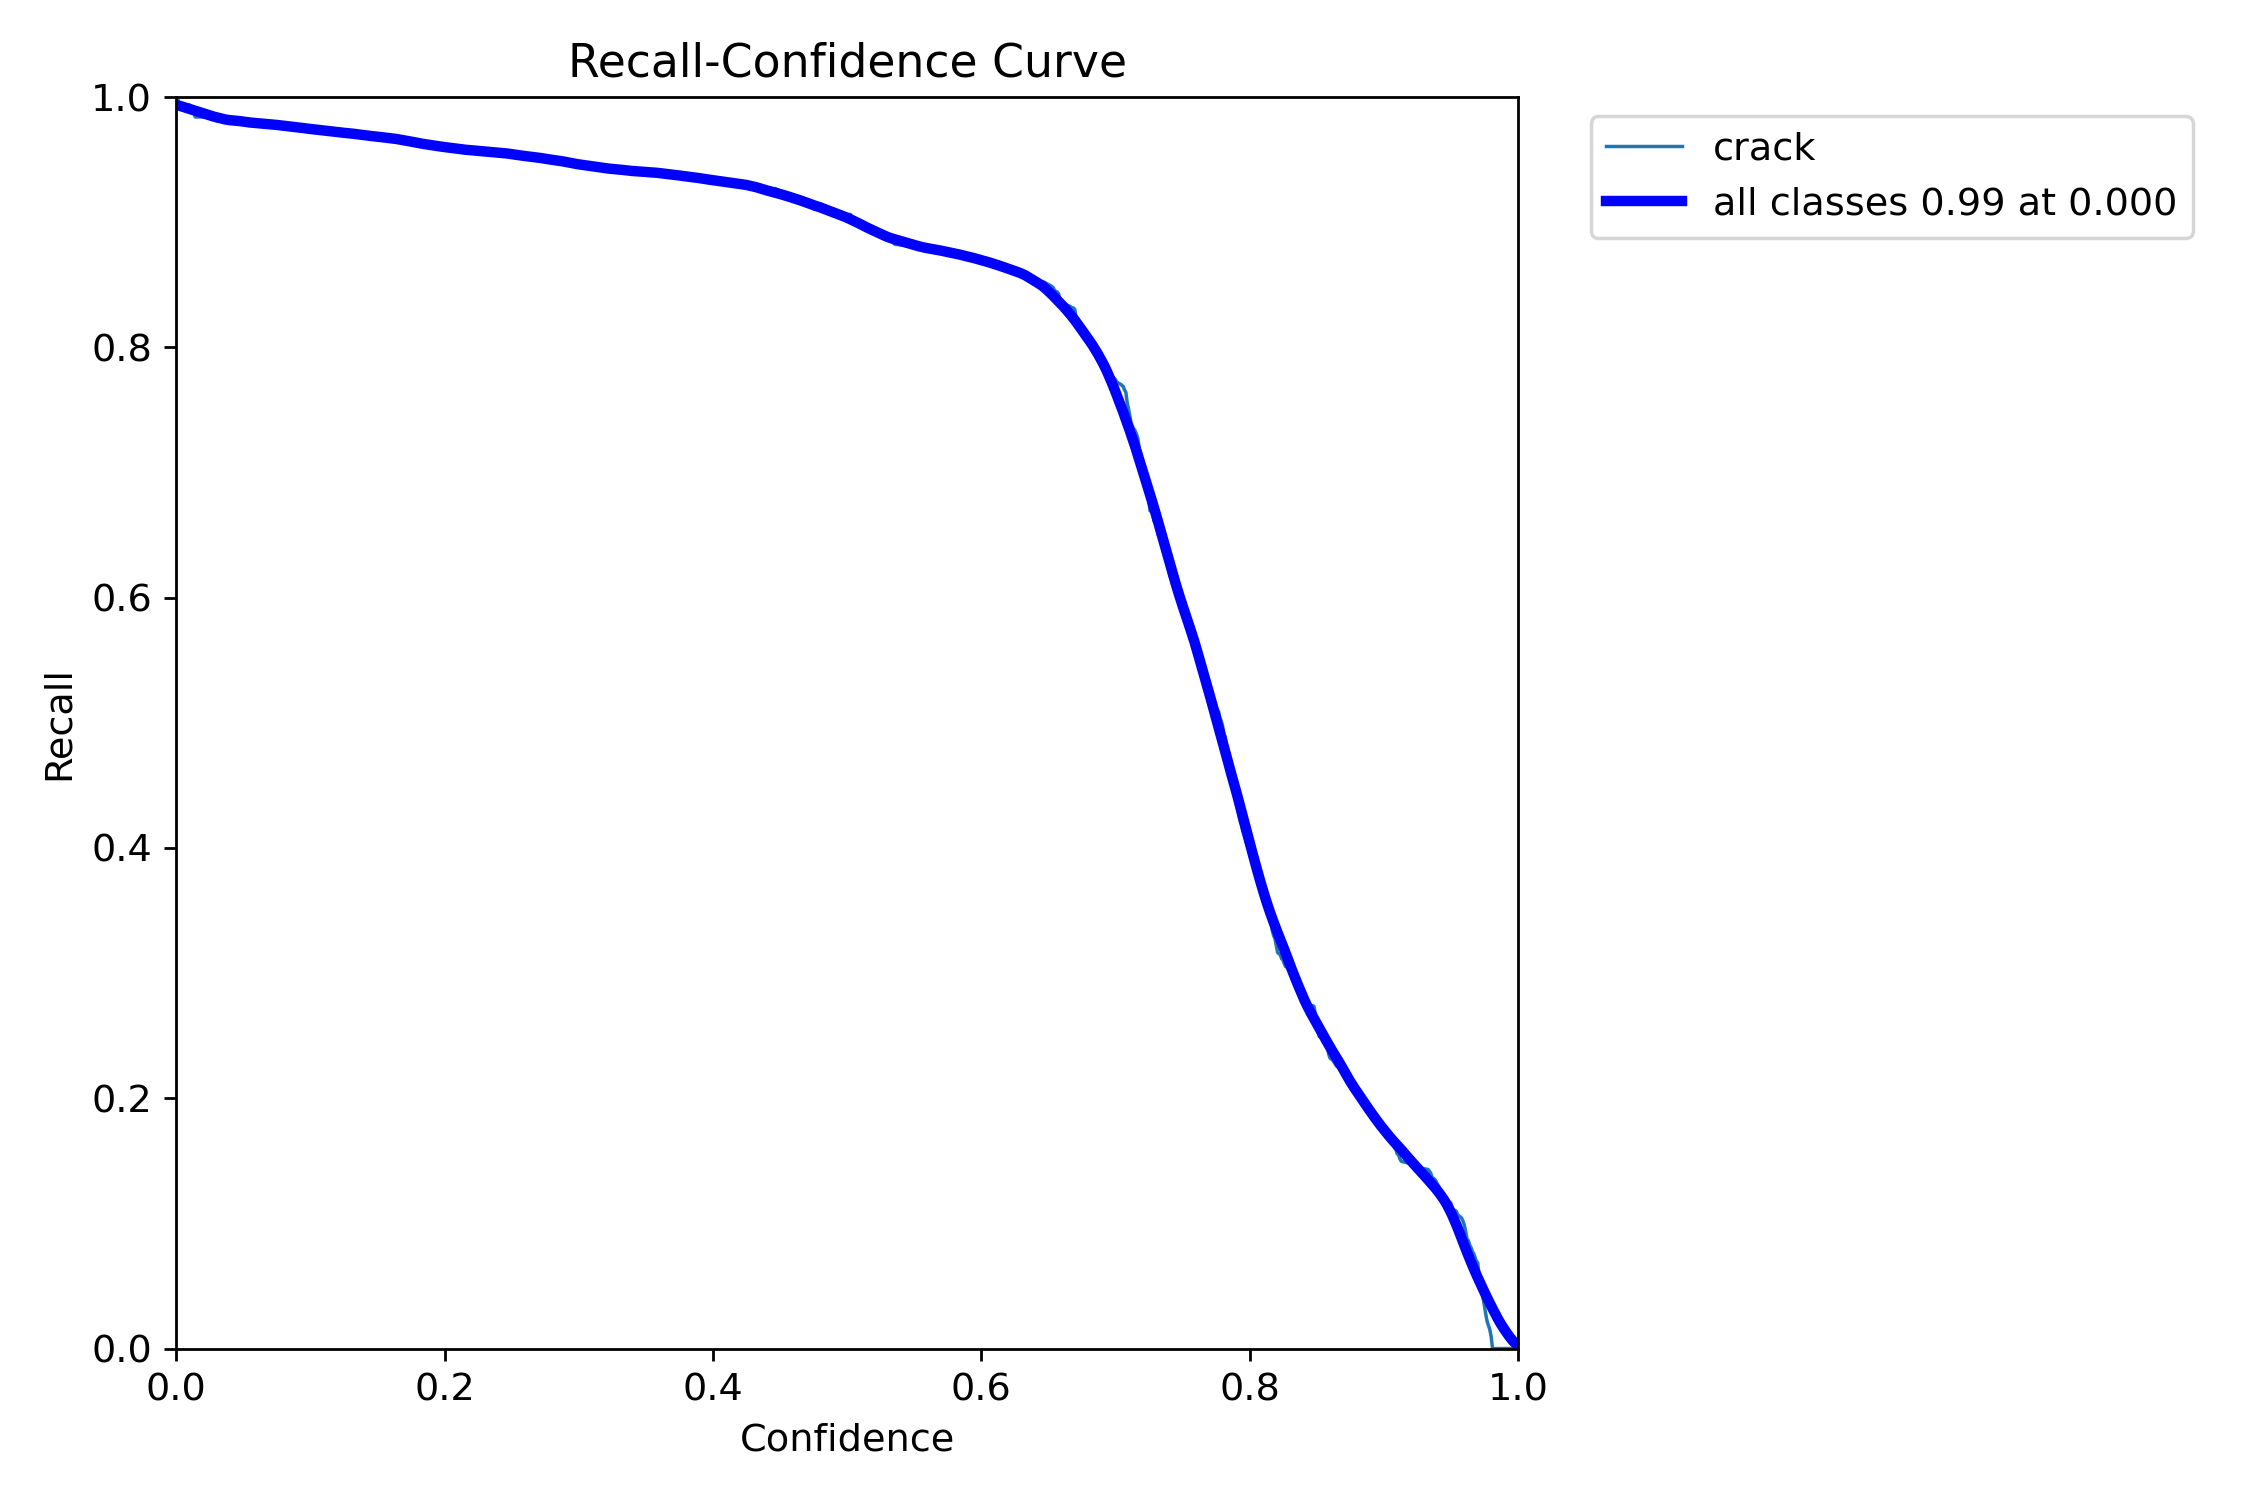 Recall-Confidence Curve
crack
all classes 0.99 at 0.000
1.0
0.8
0.6
0.4
0.2
0.0
Recall
0.0 0.2 0.4 0.6 0.8 1.0
Confidence